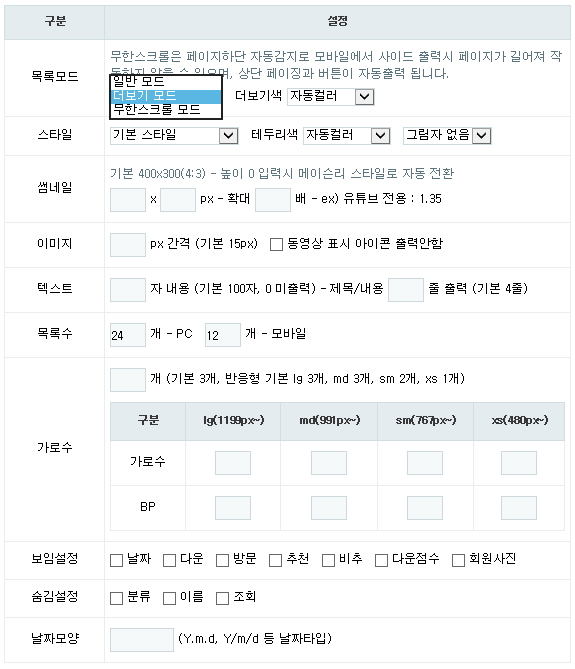 구분 설정
목록모드
무한스크롤은 페이지하단 자동감지로 모바일에서 사이드 출력시 페이지가 길어져 작
동하지 않을 수 있으며, 상단 페이징과 버튼이 자동출력 됩니다.
일반 모드
더보기 모드 더보기색 자동컬러
무한스크롤 모드
스타일 기본 스타일 테두리색 자동컬러 그림자 없음
썸네일
기본 400x300(4:3) - 높이 0 입력시 메이슨리 스타일로 자동 전환
x px - 확대 배 - ex) 유튜브 전용 : 1.35
이미지 px 간격 (기본 15px) 동영상 표시 아이콘 출력안함
텍스트 자 내용 (기본 100자, 0 미출력) - 제목/내용 줄 출력 (기본 4줄)
목록수 24 개 - PC 12 개 - 모바일
가로수
개 (기본 3개, 반응형 기본 lg 3개, md 3개, sm 2개, xs 1개)
구분 lg(1199px~) md(991px~) sm(767px~) xs(480px~)
가로수
BP
보임설정 날짜 다운 방문 추천 비추 다운점수 회원사진
숨김설정 분류 이름 조회
날짜모양 (Y.m.d, Y/m/d 등 날짜타입)